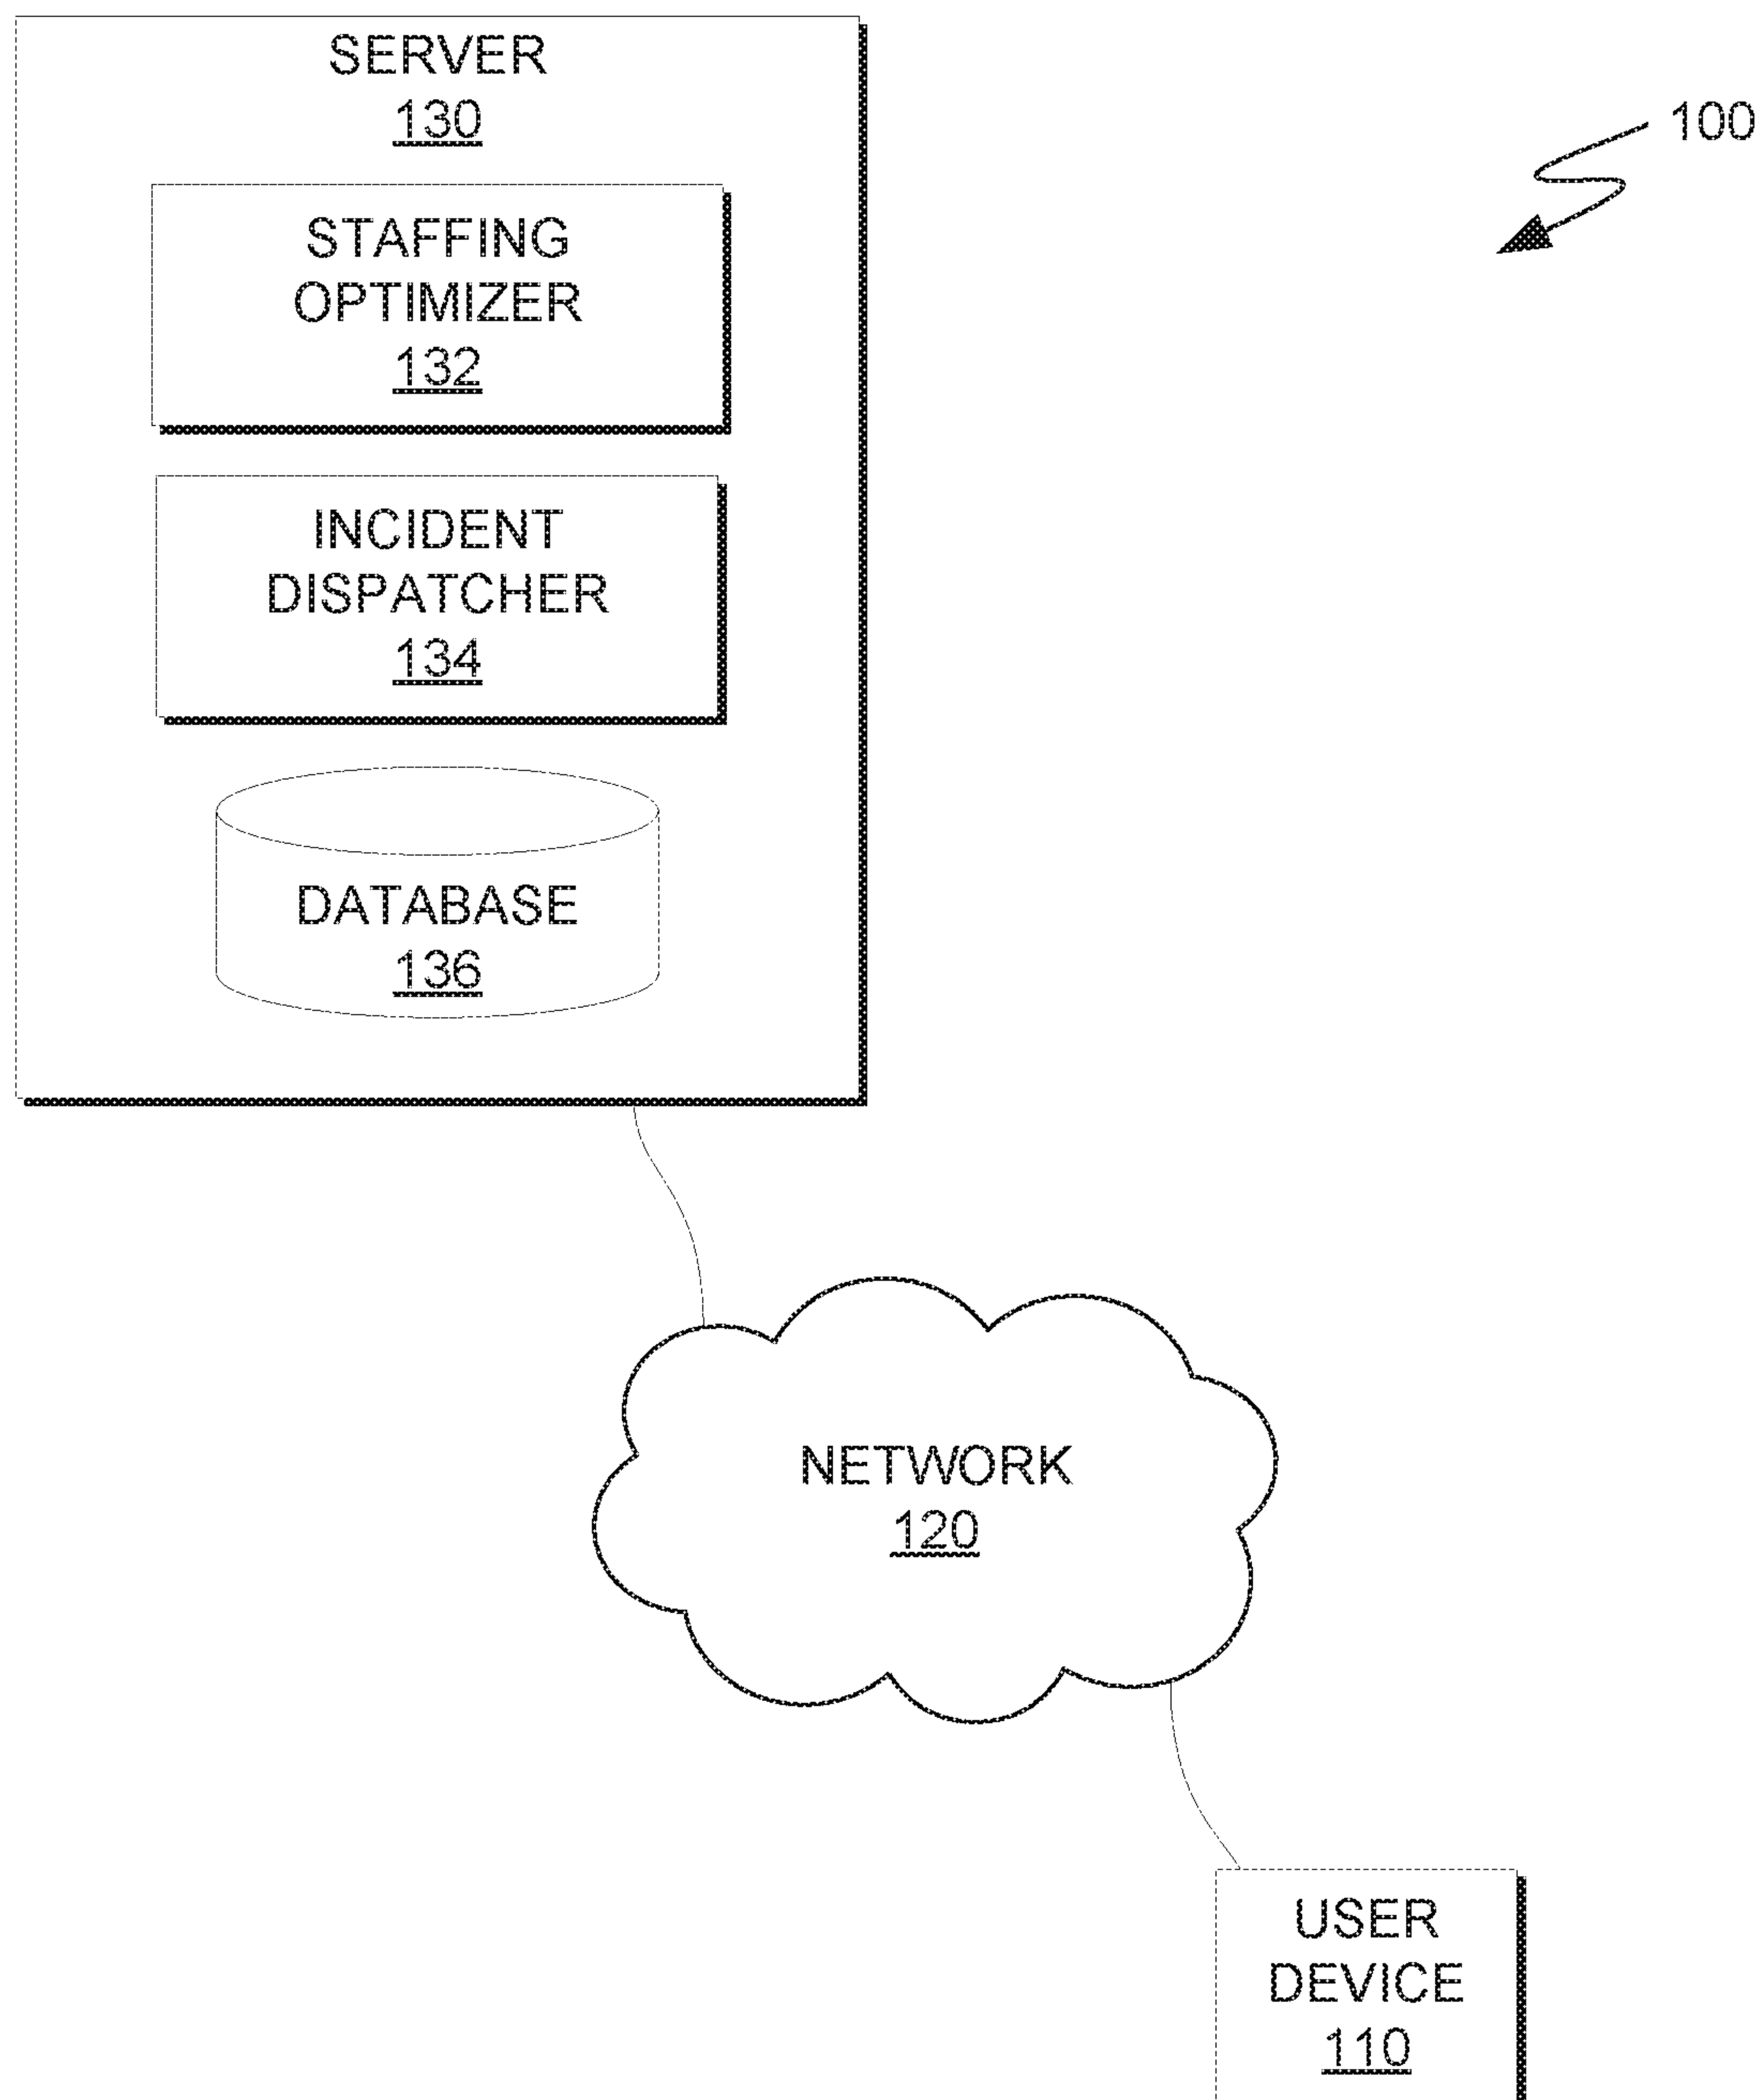 SERVER
130
100
STAFFING
OPTIMIZER
132
INCIDENT
DISPATCHER
134
DATABASE
136
NETWORK
120
USER
DEVICE
110